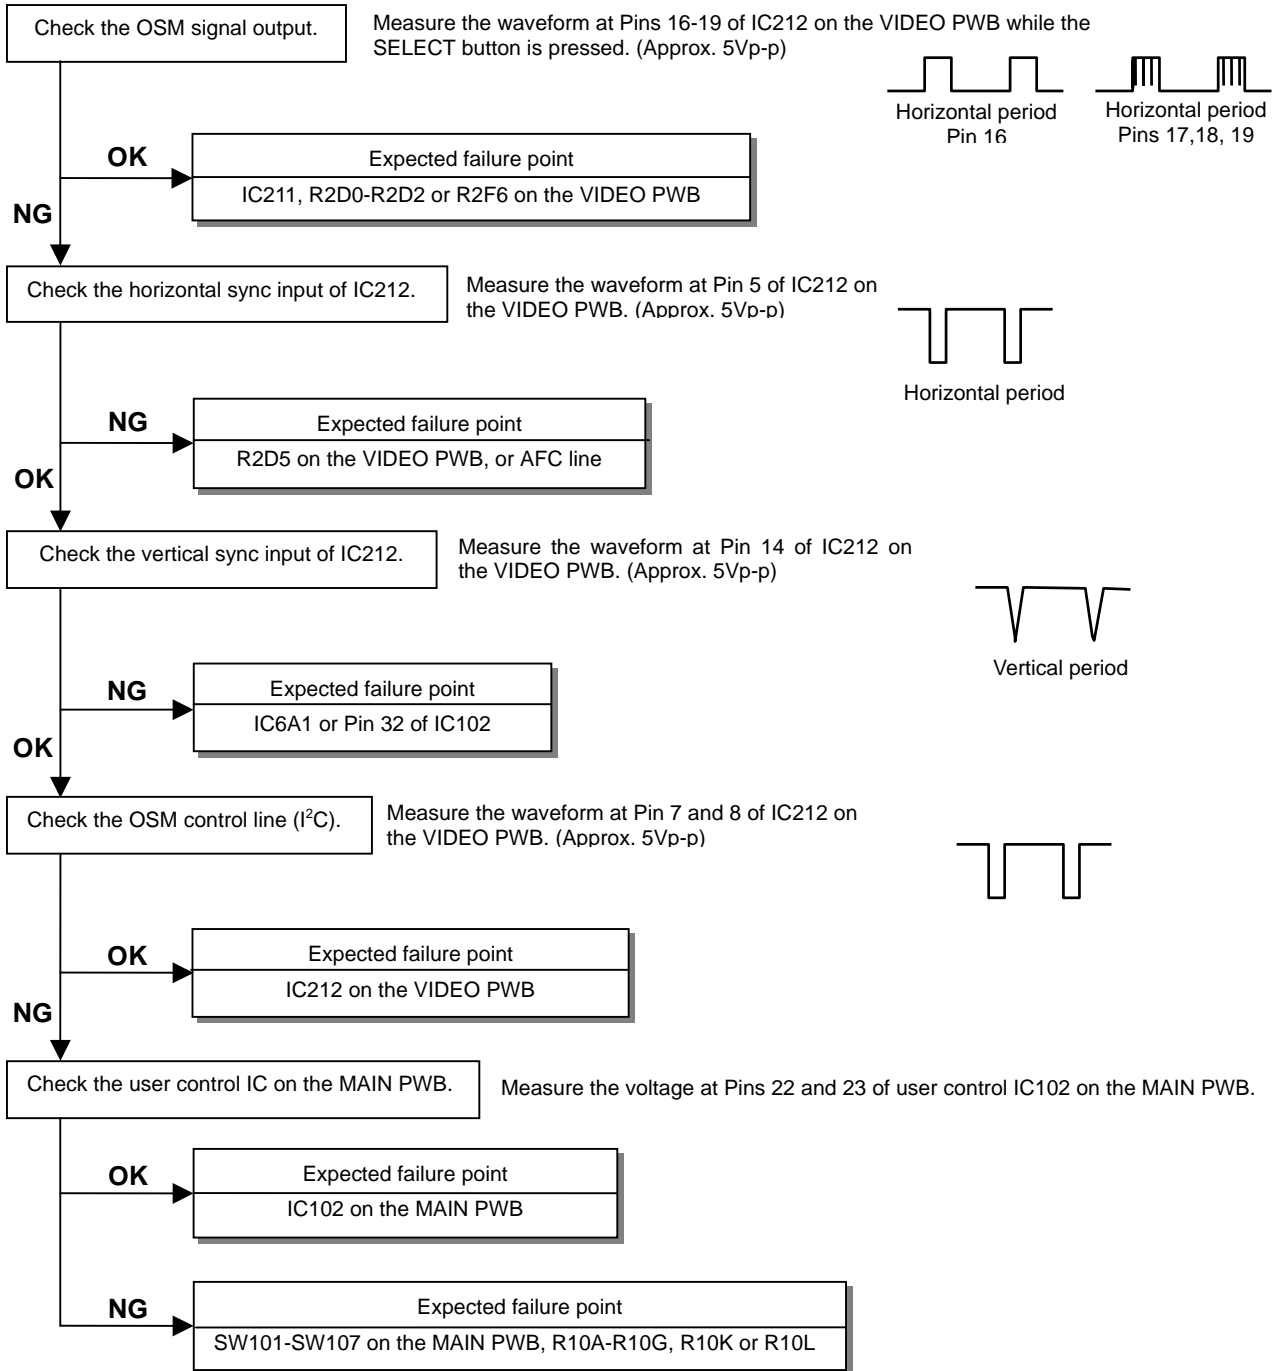 Check the OSM signal output.
Measure the waveform at Pins 16-19 of IC212 on the VIDEO PWB while the
SELECT button is pressed. (Approx. 5Vp-p)
Horizontal period
Pin 16
Horizontal period
Pins 17,18, 19
OK
Expected failure point
IC211, R2D0-R2D2 or R2F6 on the VIDEO PWB
NG
Check the horizontal sync input of IC212.
Measure the waveform at Pin 5 of IC212 on
the VIDEO PWB. (Approx. 5Vp-p)
Horizontal period
NG
Expected failure point
R2D5 on the VIDEO PWB, or AFC line
OK
Check the vertical sync input of IC212.
Measure the waveform at Pin 14 of IC212 on
the VIDEO PWB. (Approx. 5Vp-p)
Vertical period
NG
Expected failure point
IC6A1 or Pin 32 of IC102
OK
Check the OSM control line (I²C).
Measure the waveform at Pin 7 and 8 of IC212 on
the VIDEO PWB. (Approx. 5Vp-p)
OK
Expected failure point
IC212 on the VIDEO PWB
NG
Check the user control IC on the MAIN PWB.
Measure the voltage at Pins 22 and 23 of user control IC102 on the MAIN PWB.
OK
Expected failure point
IC102 on the MAIN PWB
NG
Expected failure point
SW101-SW107 on the MAIN PWB, R10A-R10G, R10K or R10L